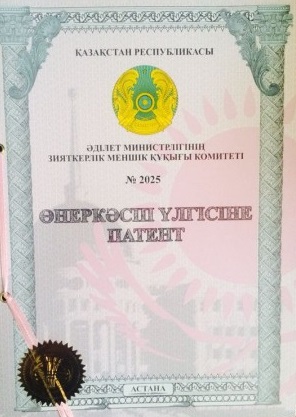 ҚАЗАҚСТАН РЕСПУБЛИКАСЫ
ӘДІЛЕТ МИНИСТРЛІГІНІҢ
ЗИЯТКЕРЛІК МЕНШІК ҚҰҚЫҒЫ КОМИТЕТІ
№ 2025
ӨНЕРКӘСІП ҮЛГІСІНЕ
ПАТЕНТ
АСТАНА